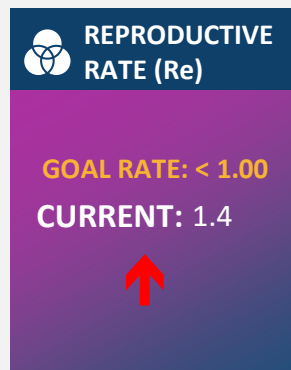 REPRODUCTIVE
RATE (Re)
GOAL RATE: < 1.00
CURRENT: 1.4